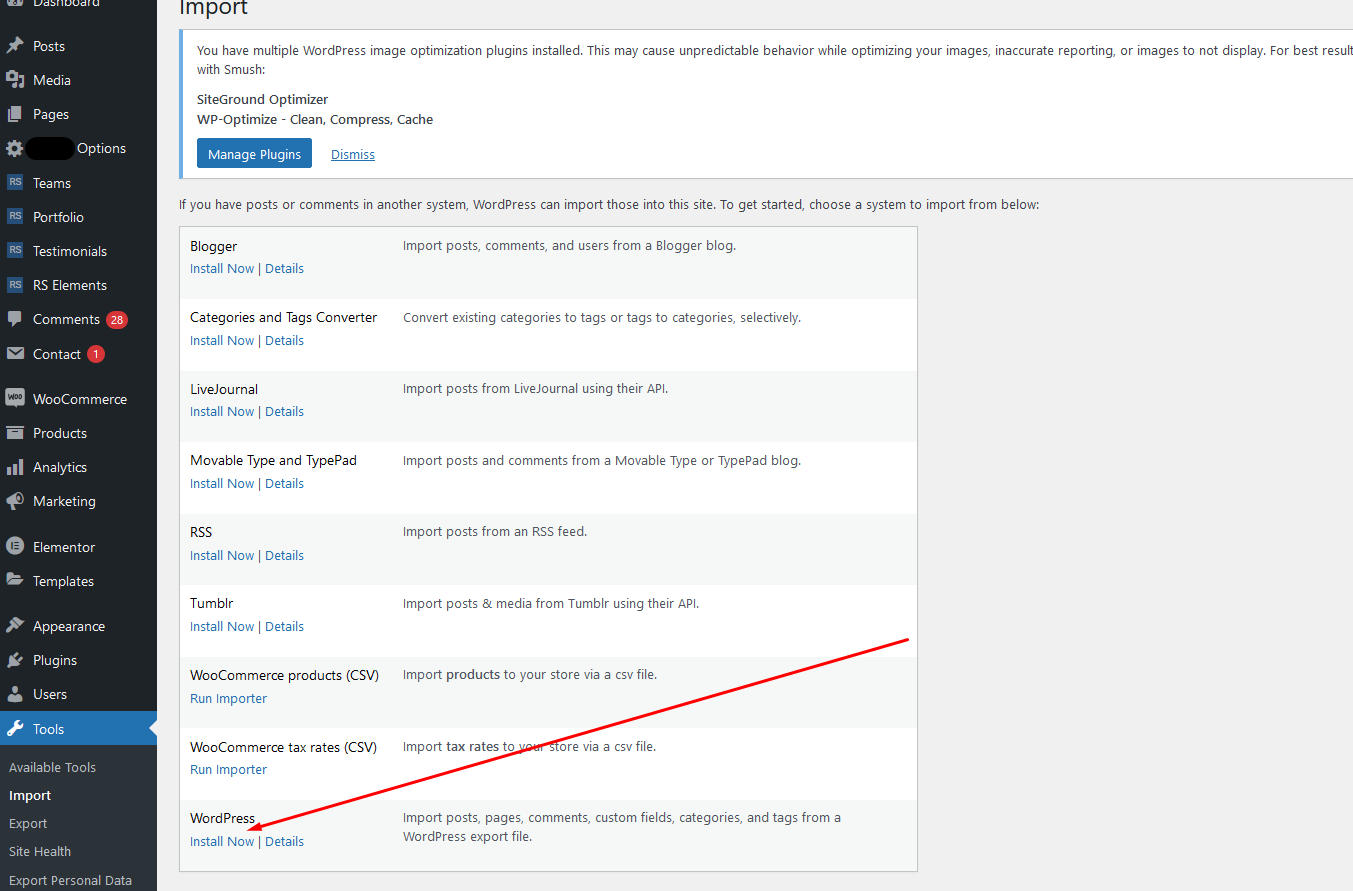 Dashboard
Posts
Media
Pages
Options
RS Teams
RS Portfolio
RS Testimonials
RS RS Elements
Comments 28
Contact 1
Woo WooCommerce
Products
Analytics
Marketing
Elementor
Templates
Appearance
Plugins
Users
Tools
Available Tools
Import
Export
Site Health
Export Personal Data
Import
You have multiple WordPress image optimization plugins installed. This may cause unpredictable behavior while optimizing your images, inaccurate reporting, or images to not display. For best result
with Smush:
SiteGround Optimizer
WP-Optimize - Clean, Compress, Cache
Manage Plugins Dismiss
If you have posts or comments in another system, WordPress can import those into this site. To get started, choose a system to import from below:
Blogger Import posts, comments, and users from a Blogger blog.
Install Now | Details
Categories and Tags Converter Convert existing categories to tags or tags to categories, selectively.
Install Now | Details
LiveJournal Import posts from LiveJournal using their API.
Install Now | Details
Movable Type and TypePad Import posts and comments from a Movable Type or TypePad blog.
Install Now | Details
RSS Import posts from an RSS feed.
Install Now | Details
Tumblr Import posts & media from Tumblr using their API.
Install Now | Details
WooCommerce products (CSV) Import products to your store via a csv file.
Run Importer
WooCommerce tax rates (CSV) Import tax rates to your store via a csv file.
Run Importer
WordPress Import posts, pages, comments, custom fields, categories, and tags from a
WordPress export file.
Install Now | Details